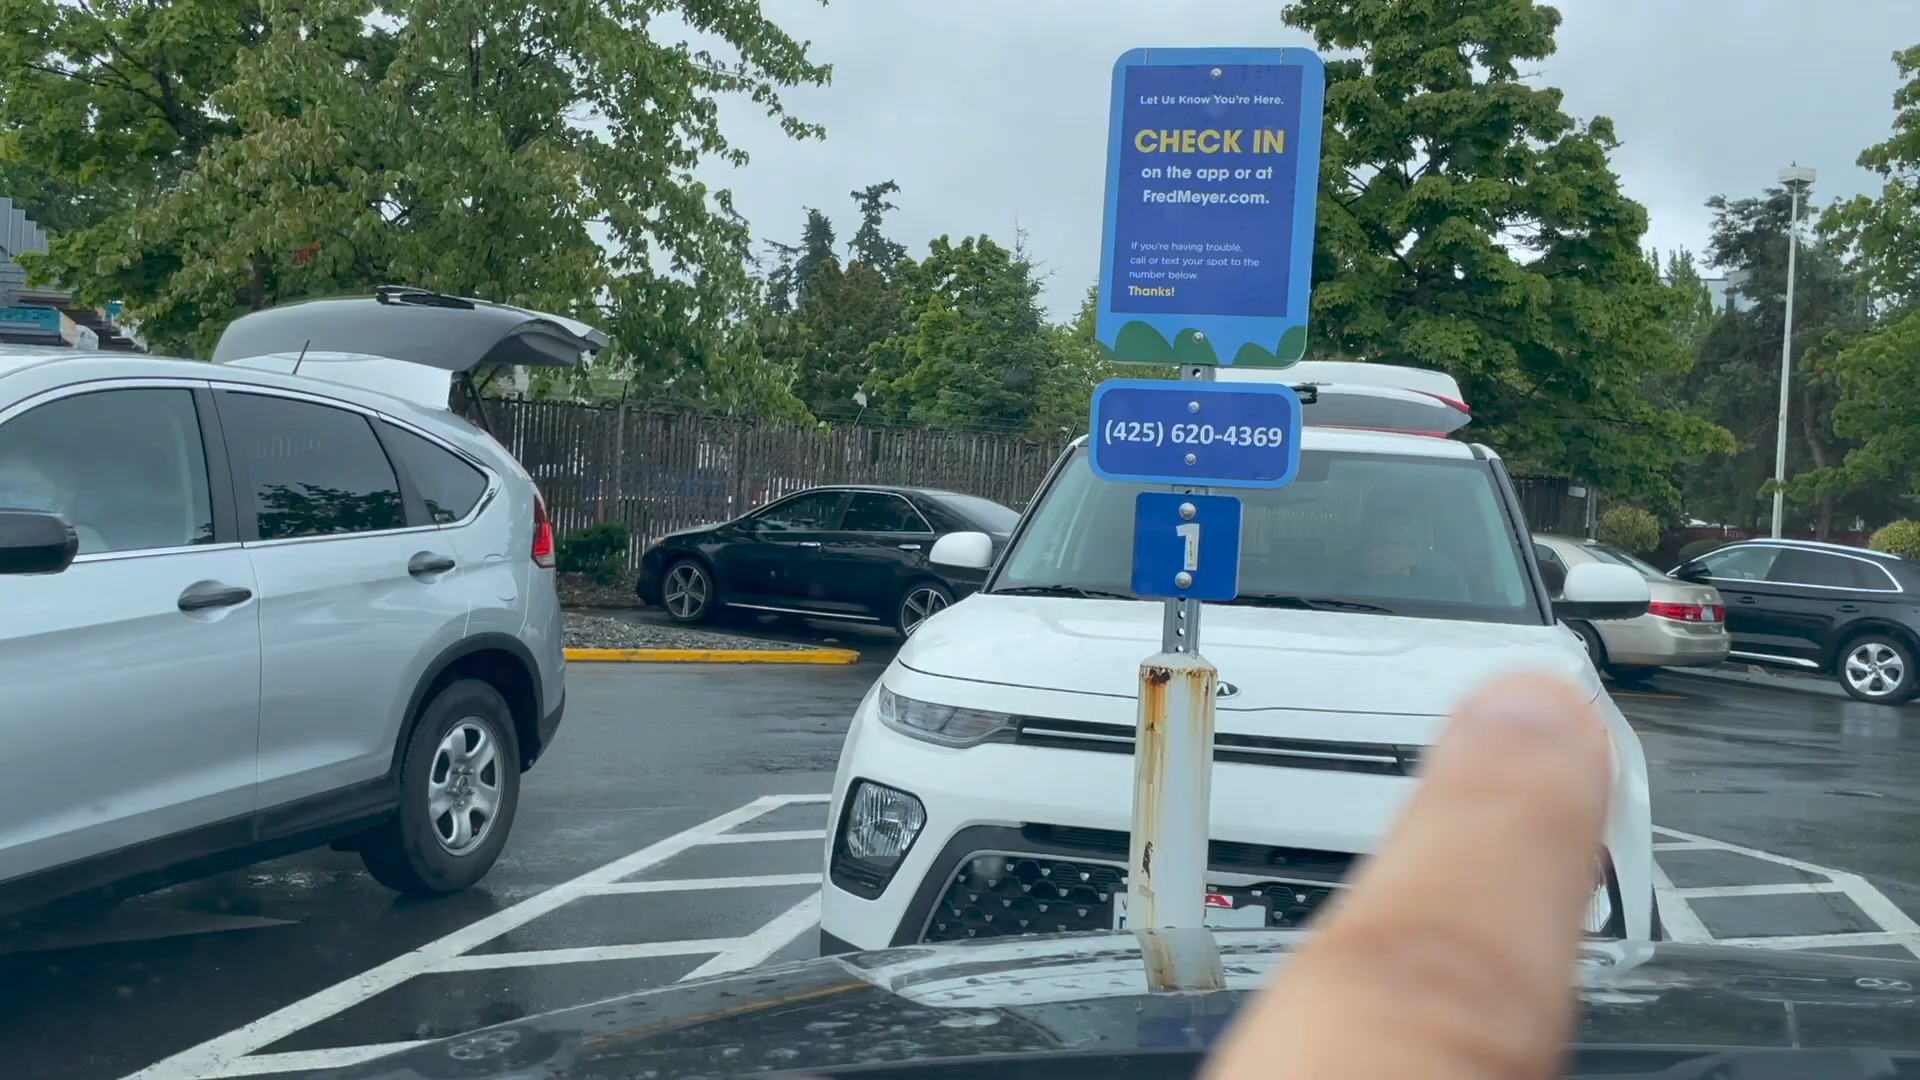 Let Us Know You're Here.
CHECK IN
on the app or at
FredMeyer.com.
If you're having trouble,
call or text your spot to the
number below.
Thanks!
(425) 620-4369
1